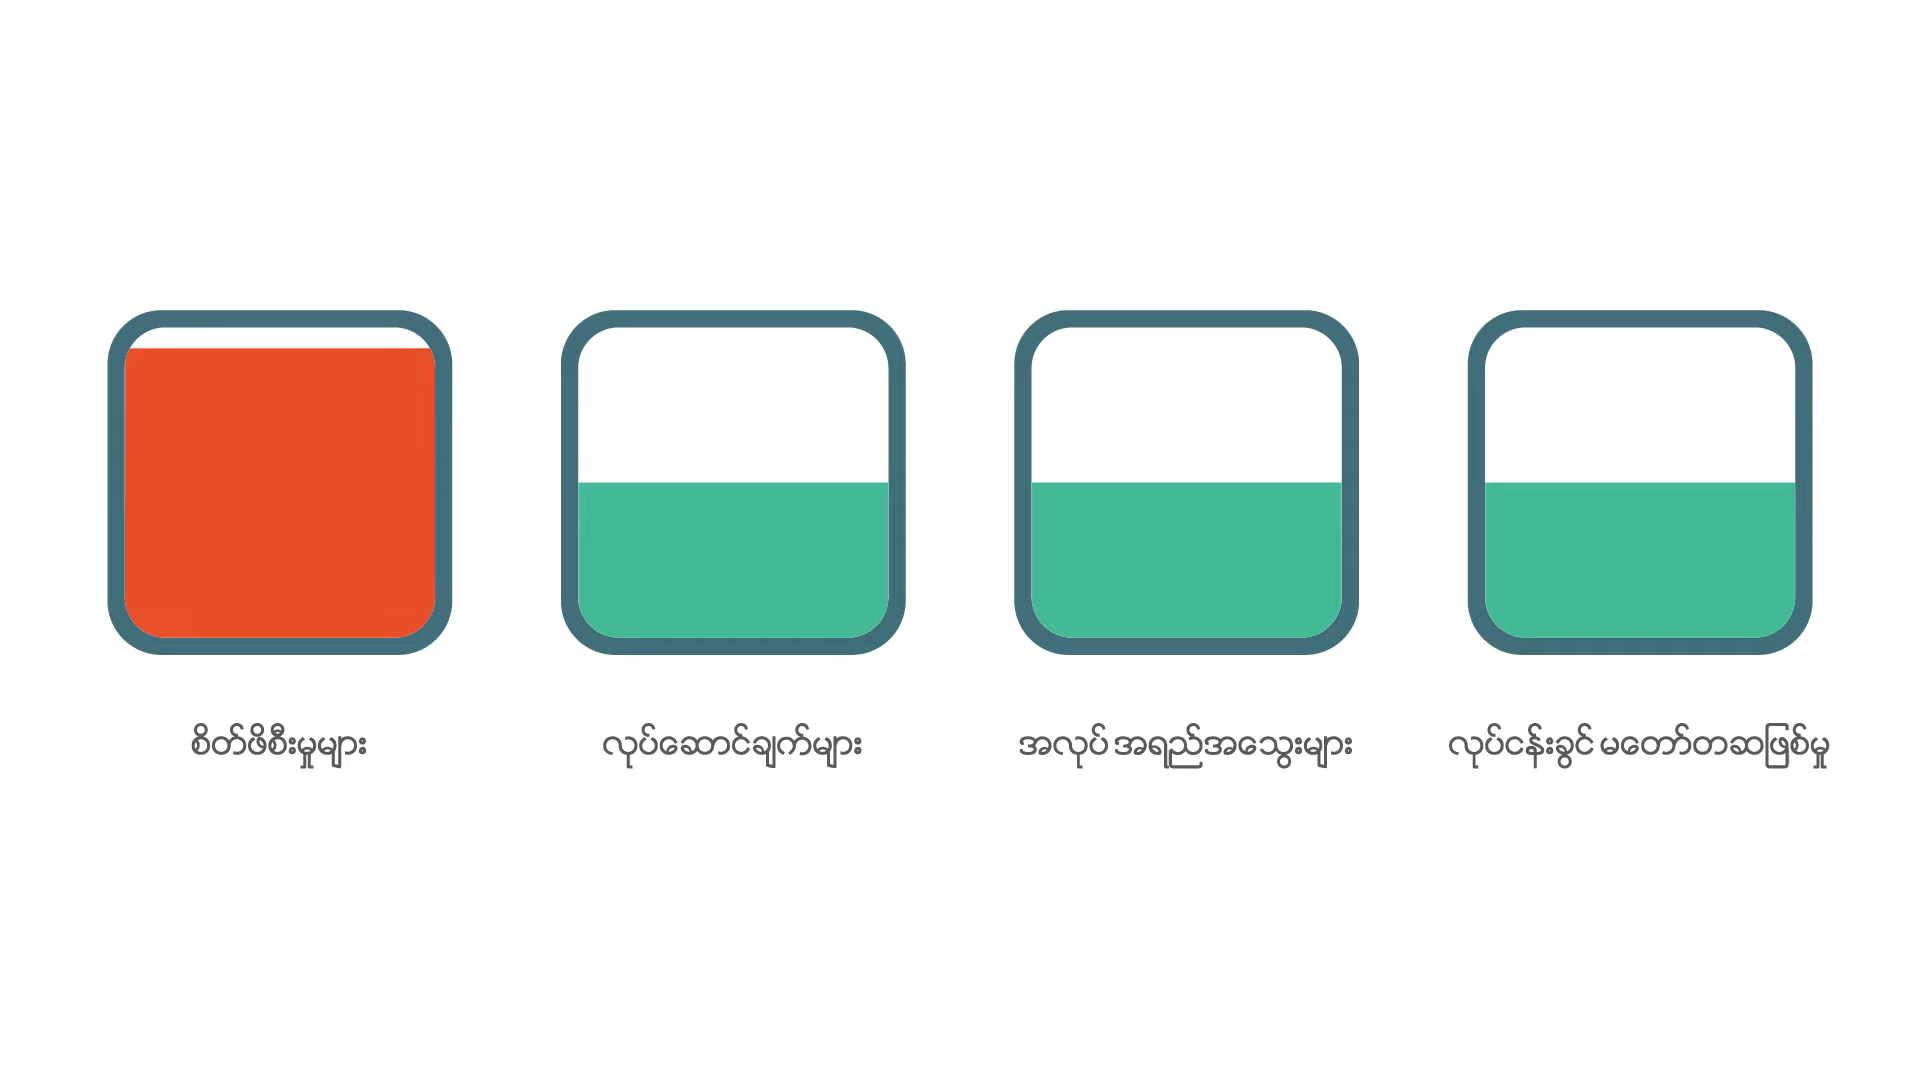 စိတ်ဖိစီးမှုများ
လုပ်ဆောင်ချက်များ
အလုပ် အရည်အသွေးများ
လုပ်ငန်းခွင် မတော်တဆဖြစ်မှု